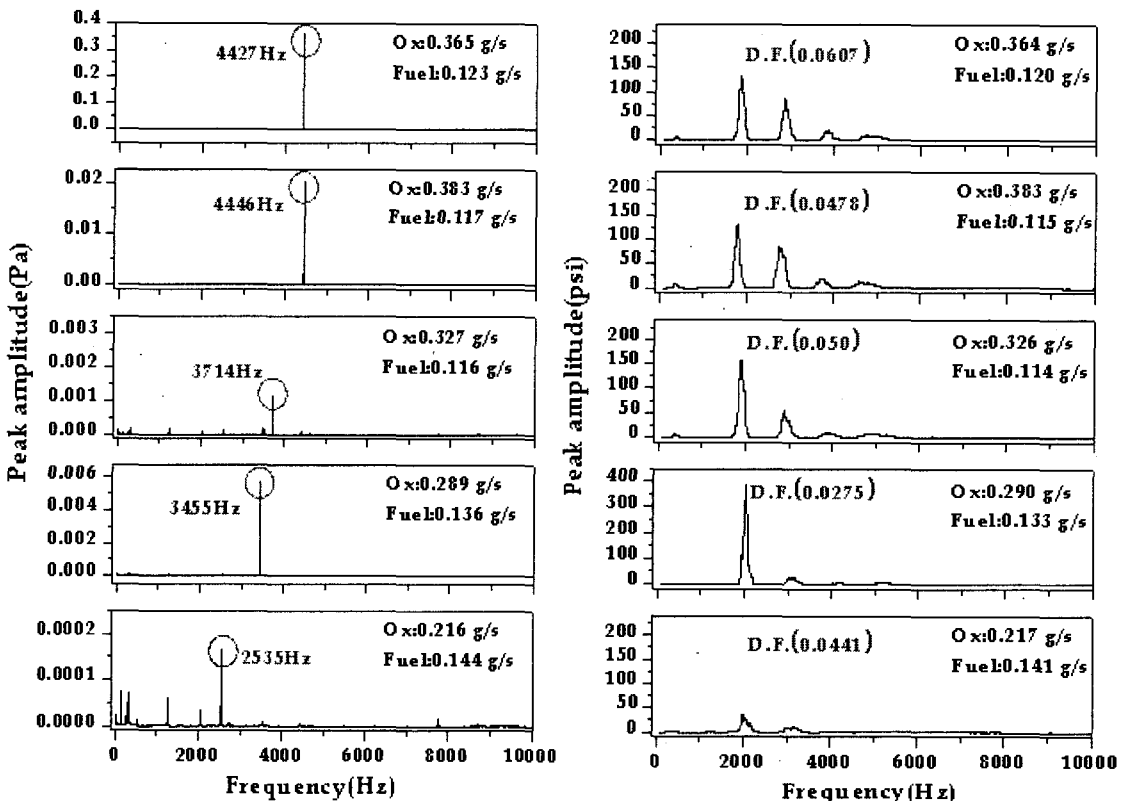 Peak amplitude(Pa)
0.4
0.3
0.2
0.1
0.0
4427Hz
Ox:0.365 g/s
Fuel:0.123 g/s
0.02
0.01
0.00
4446Hz
Ox:0.383 g/s
Fuel:0.117 g/s
0.003
0.002
0.001
0.000
3714Hz
Ox:0.327 g/s
Fuel:0.116 g/s
0.006
0.004
0.002
0.000
3455Hz
Ox:0.289 g/s
Fuel:0.136 g/s
0.0002
0.0001
0.0000
2535Hz
Ox:0.216 g/s
Fuel:0.144 g/s
0 2000 4000 6000 8000 10000
Frequency(Hz)
Peak amplitude(psi)
200
150
100
50
0
D.F.(0.0607)
Ox:0.364 g/s
Fuel:0.120 g/s
200
150
100
50
0
D.F.(0.0478)
Ox:0.383 g/s
Fuel:0.115 g/s
200
150
100
50
0
D.F.(0.050)
Ox:0.326 g/s
Fuel:0.114 g/s
400
300
200
100
0
D.F.(0.0275)
Ox:0.290 g/s
Fuel:0.133 g/s
200
150
100
50
0
D.F.(0.0441)
Ox:0.217 g/s
Fuel:0.141 g/s
0 2000 4000 6000 8000 10000
Frequency(Hz)